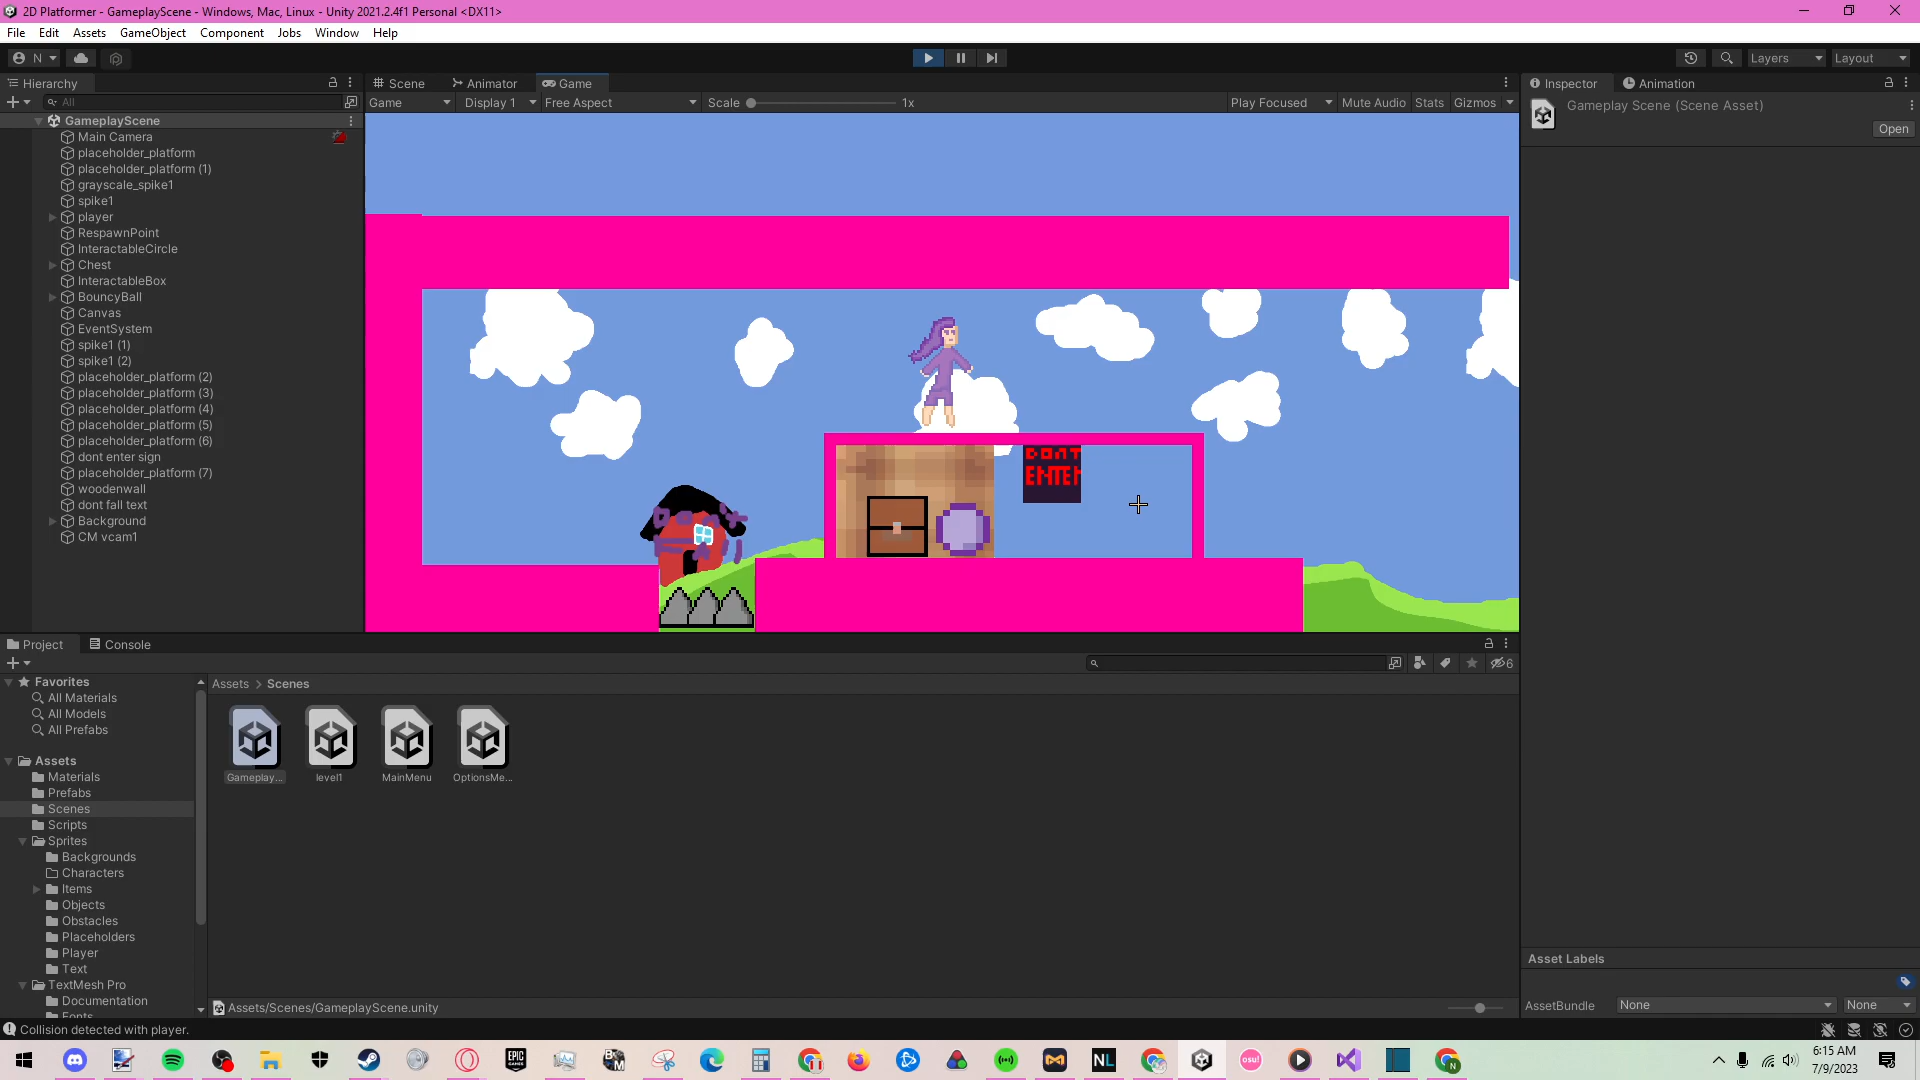 2D Platformer - GameplayScene - Windows, Mac, Linux - Unity 2021.2.4f1 Personal <DX11>
File Edit Assets GameObject Component Jobs Window Help
N Layers Layout
Hierarchy Scene Animator Game Inspector Animation
All Game Display 1 Free Aspect Scale 1x Play Focused Mute Audio Stats Gizmos Gameplay Scene (Scene Asset)
GameplayScene
Open
Main Camera
placeholder_platform
placeholder_platform (1)
grayscale_spike1
spike1
player
RespawnPoint
InteractableCircle
Chest
InteractableBox
BouncyBall
Canvas
EventSystem
spike1 (1)
spike1 (2)
placeholder_platform (2)
placeholder_platform (3)
placeholder_platform (4)
placeholder_platform (5)
placeholder_platform (6)
dont enter sign
placeholder_platform (7)
woodenwall
dont fall text
Background
CM vcam1
DONT
ENTER
Project Console
6
Favorites
All Materials
All Models
All Prefabs
Assets
Materials
Prefabs
Scenes
Scripts
Sprites
Backgrounds
Characters
Items
Objects
Obstacles
Placeholders
Player
Text
TextMesh Pro
Documentation
Fonts
Assets > Scenes
Gameplay... level1 MainMenu OptionsMe...
Assets/Scenes/GameplayScene.unity
Asset Labels
AssetBundle None None
Collision detected with player.
6:15 AM
7/9/2023